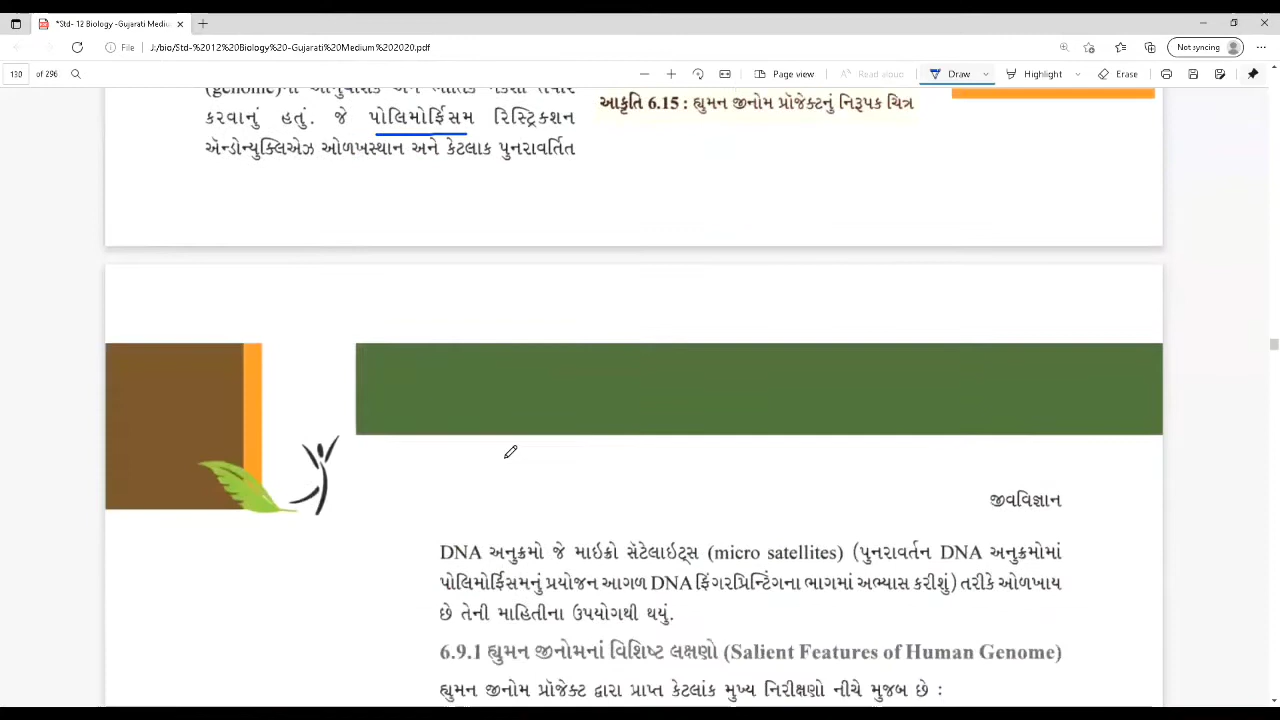 *Std- 12 Biology -Gujarati Mediu
File J:/bio/Std-%2012%20Biology%20-Gujarati%20Medium%202020.pdf Not syncing
130 of 296 Page view Read aloud Draw Highlight Erase
કરવાનું હતું. જે પોલિમોર્ફિસમ રિસ્ટ્રિક્શન
ઍન્ડોન્યુક્લિએઝ ઓળખસ્થાન અને કેટલાક પુનરાવર્તિત
આકૃતિ 6.15 : હ્યુમન જીનોમ પ્રૉજેક્ટનું નિરૂપક ચિત્ર
જીવવિજ્ઞાન
DNA અનુક્રમો જે માઇક્રો સૅટેલાઇટ્સ (micro satellites) (પુનરાવર્તન DNA અનુક્રમોમાં
પોલિમોર્ફિસમનું પ્રયોજન આગળ DNA ફિંગરપ્રિન્ટિંગના ભાગમાં અભ્યાસ કરીશું) તરીકે ઓળખાય
છે તેની માહિતીના ઉપયોગથી થયું.
6.9.1 હ્યુમન જીનોમનાં વિશિષ્ટ લક્ષણો (Salient Features of Human Genome)
હ્યુમન જીનોમ પ્રૉજેક્ટ દ્વારા પ્રાપ્ત કેટલાંક મુખ્ય નિરીક્ષણો નીચે મુજબ છે :